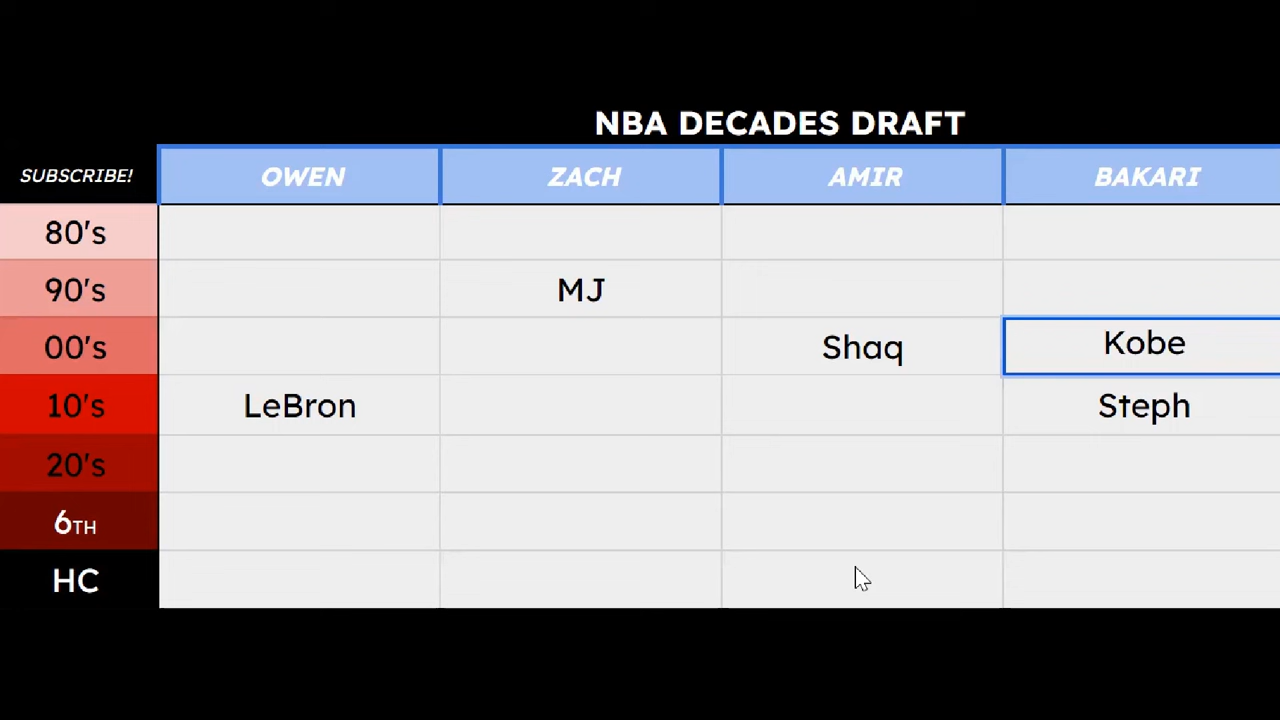 NBA DECADES DRAFT
SUBSCRIBE! OWEN ZACH AMIR BAKARI
80's
90's MJ
00's Shaq Kobe
10's LeBron Steph
20's
6TH
HC